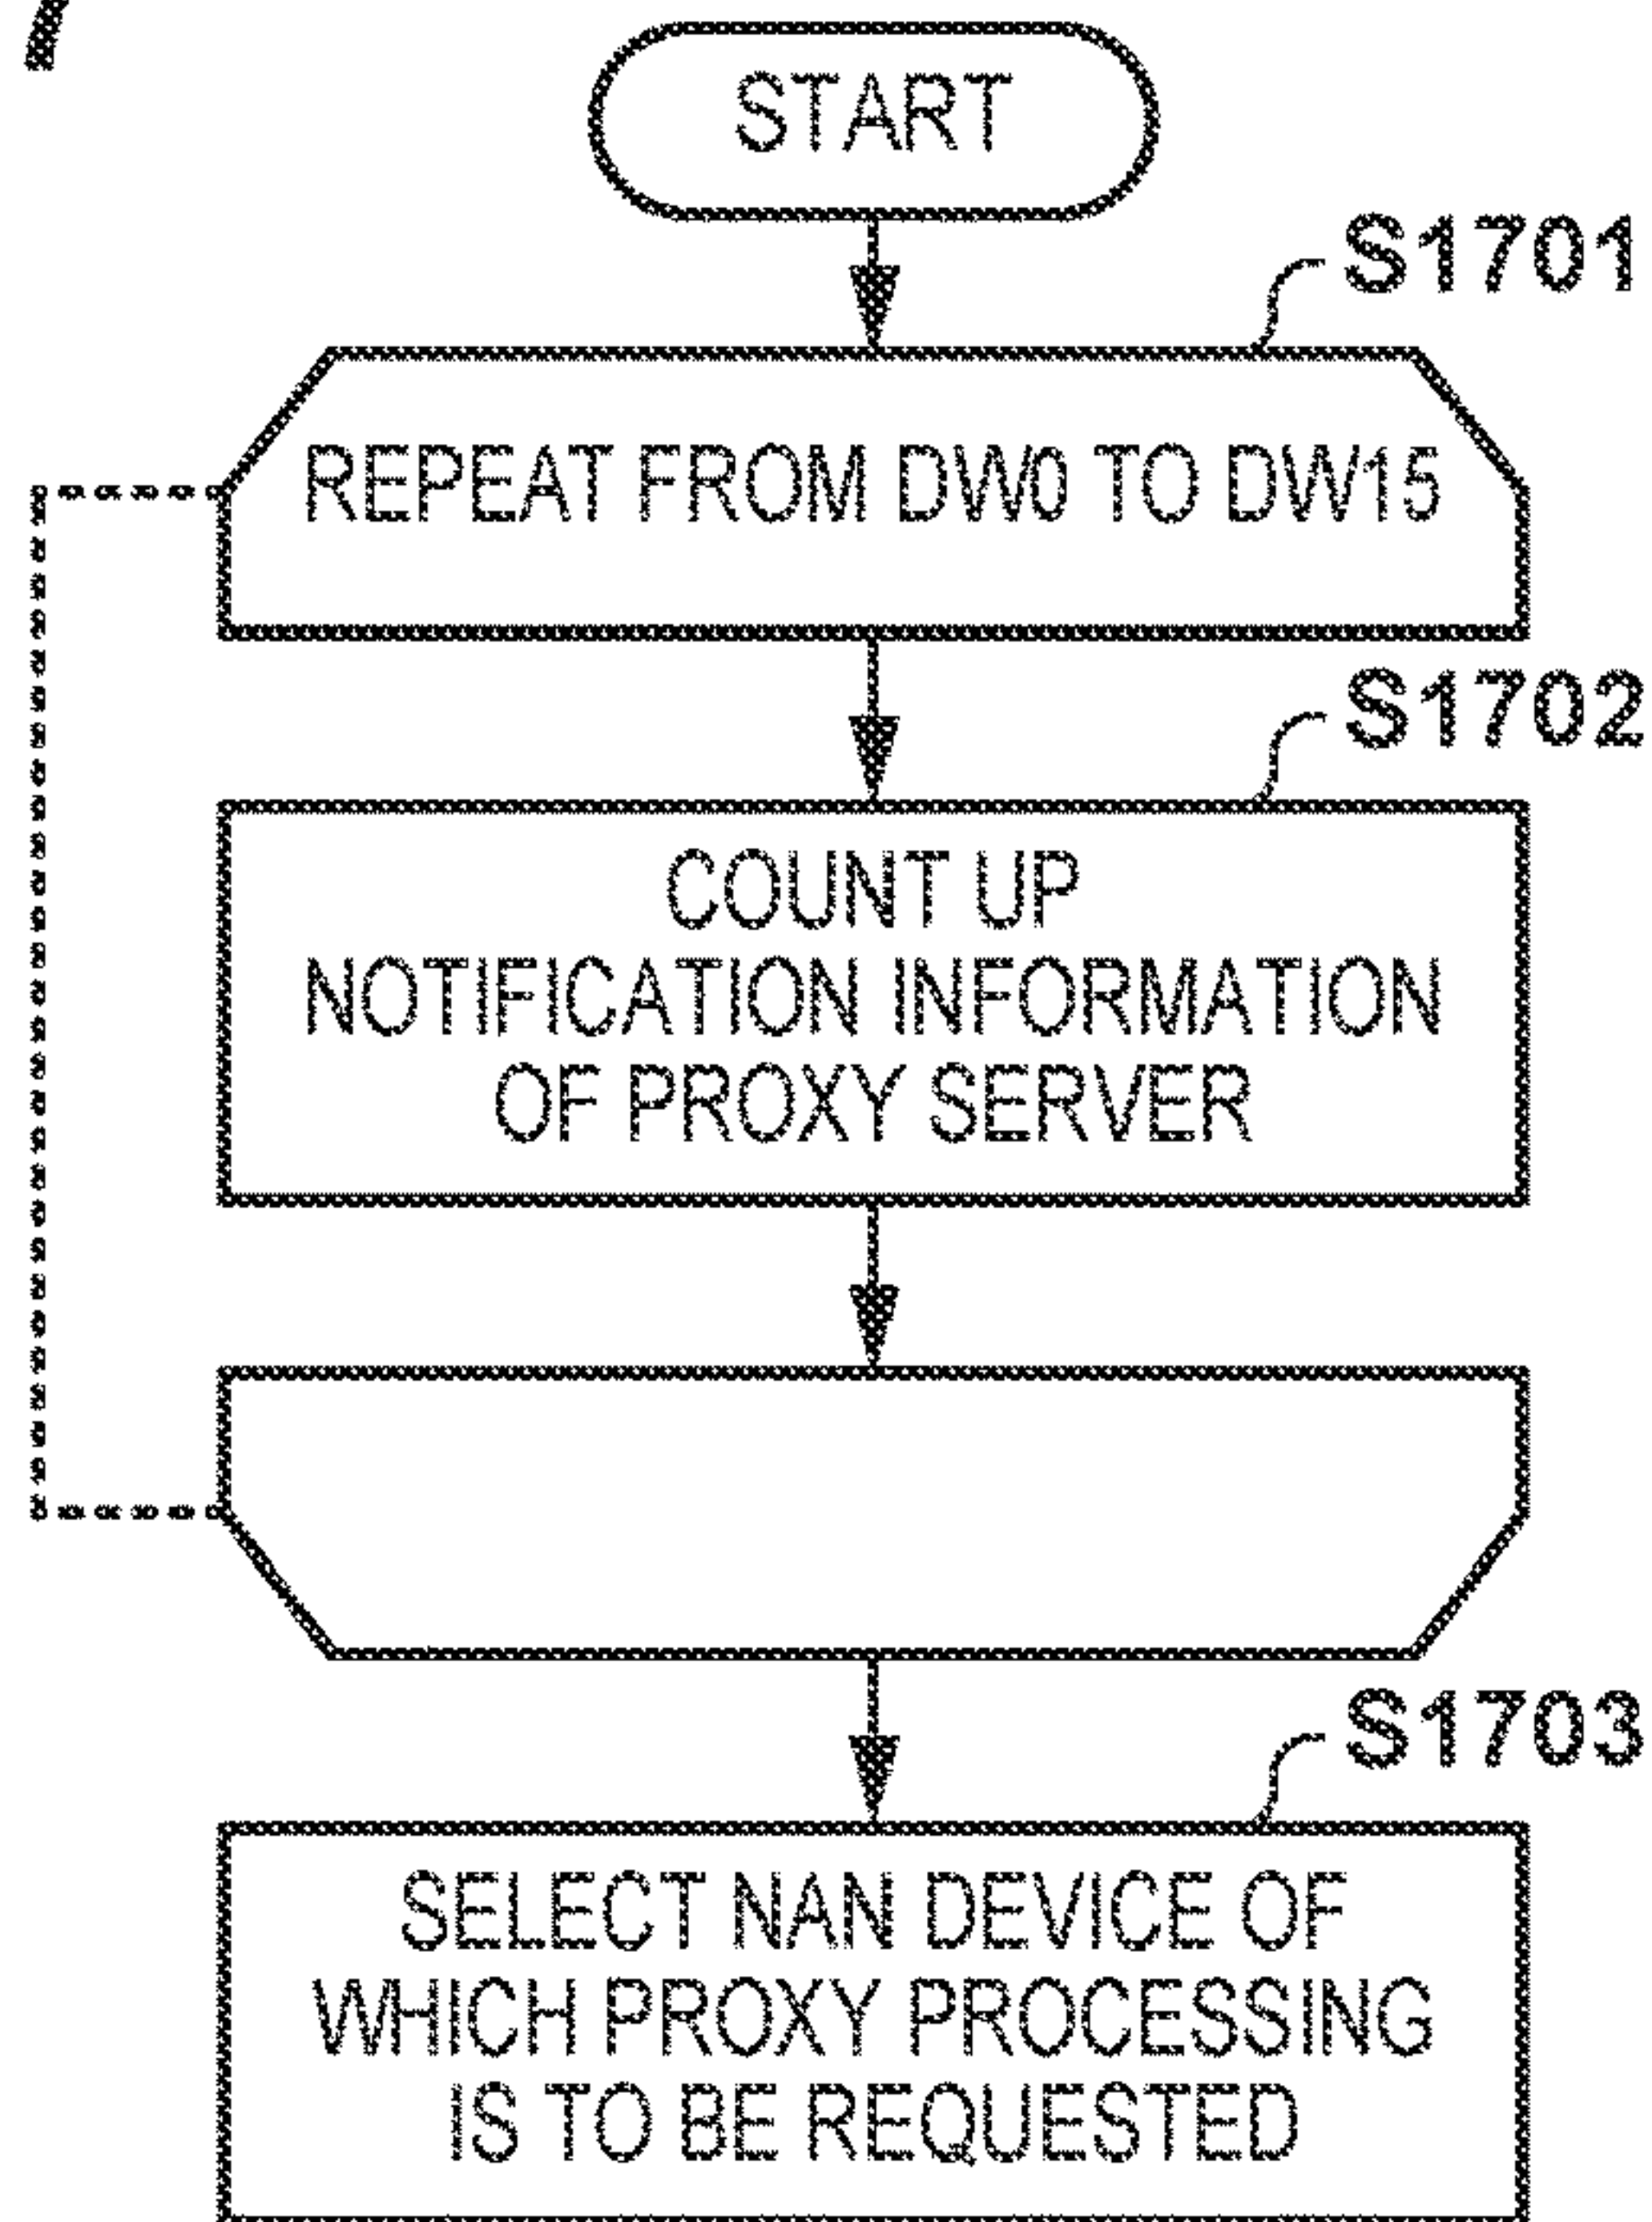 START
S1701
REPEAT FROM DW0 TO DW15
S1702
COUNT UP
NOTIFICATION INFORMATION
OF PROXY SERVER
S1703
SELECT NAN DEVICE OF
WHICH PROXY PROCESSING
IS TO BE REQUESTED